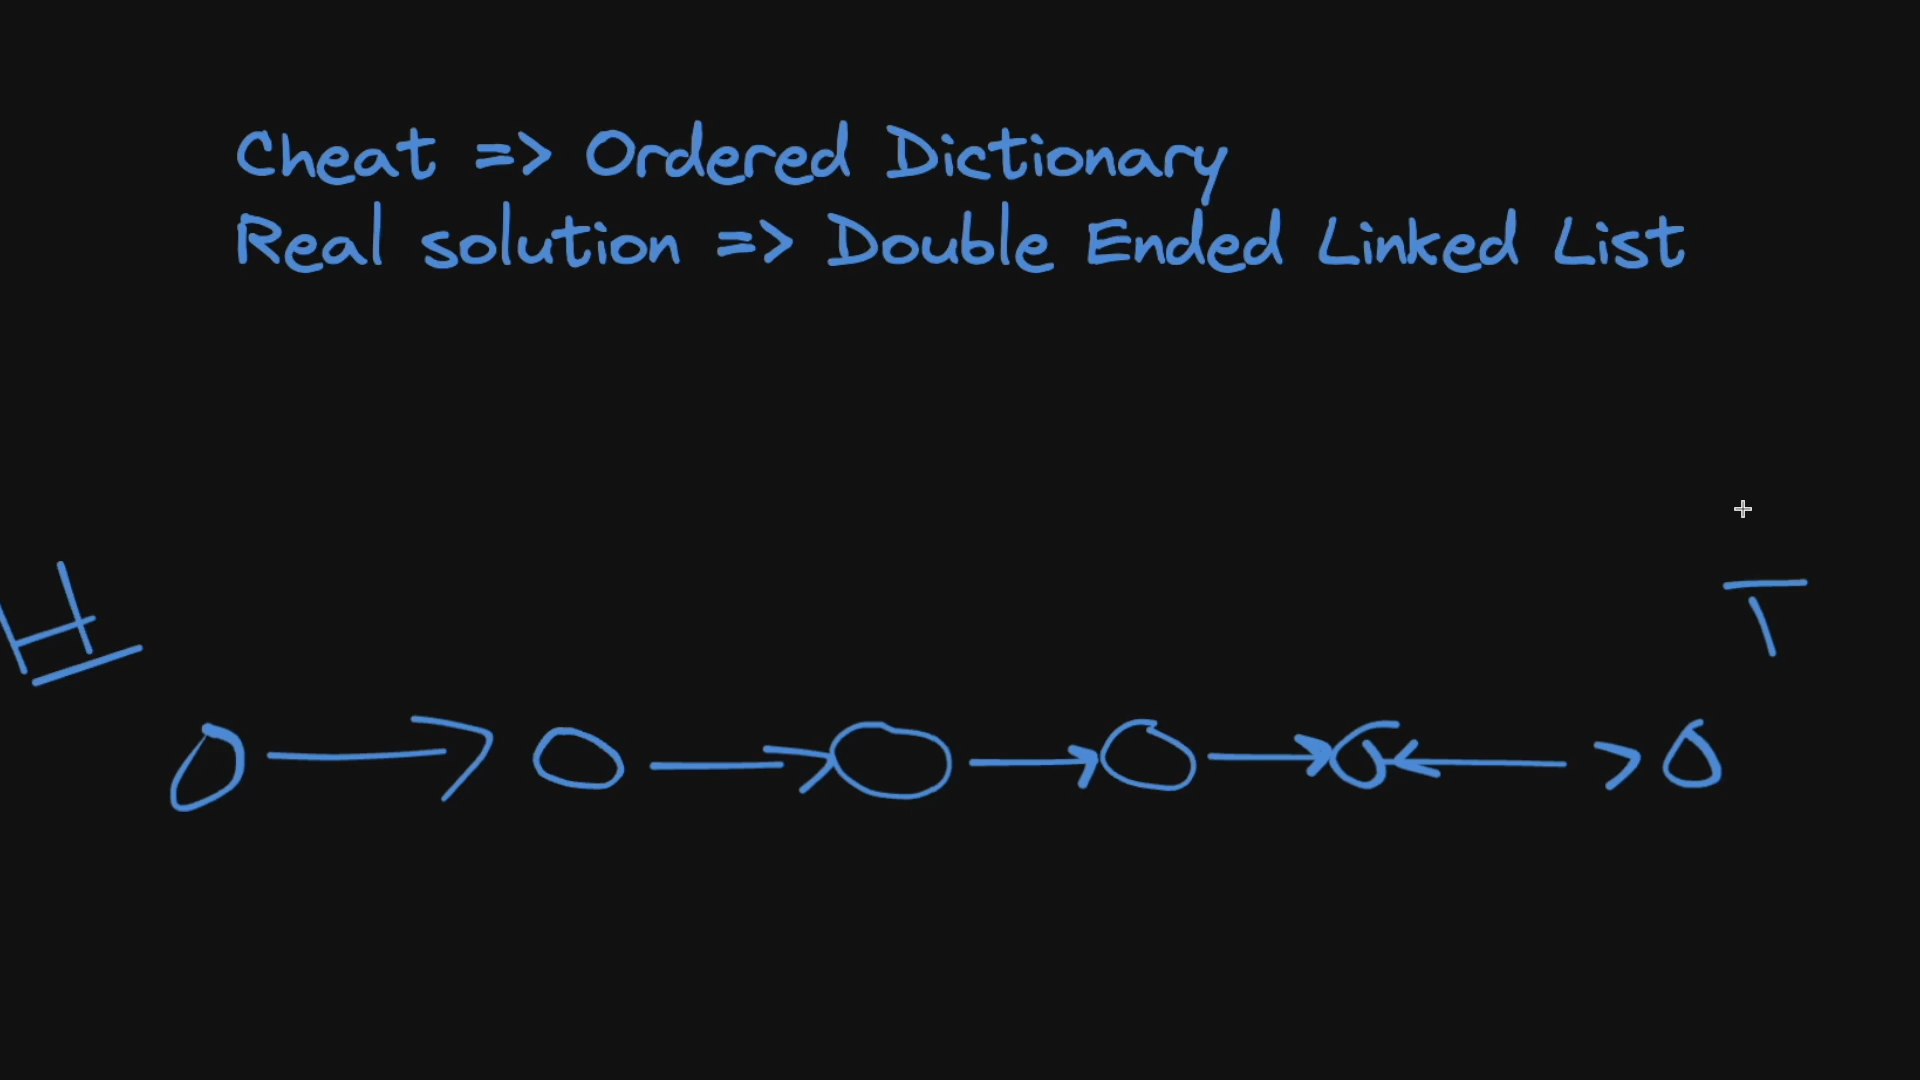 Cheat => Ordered Dictionary
Real solution => Double Ended Linked List
H
T